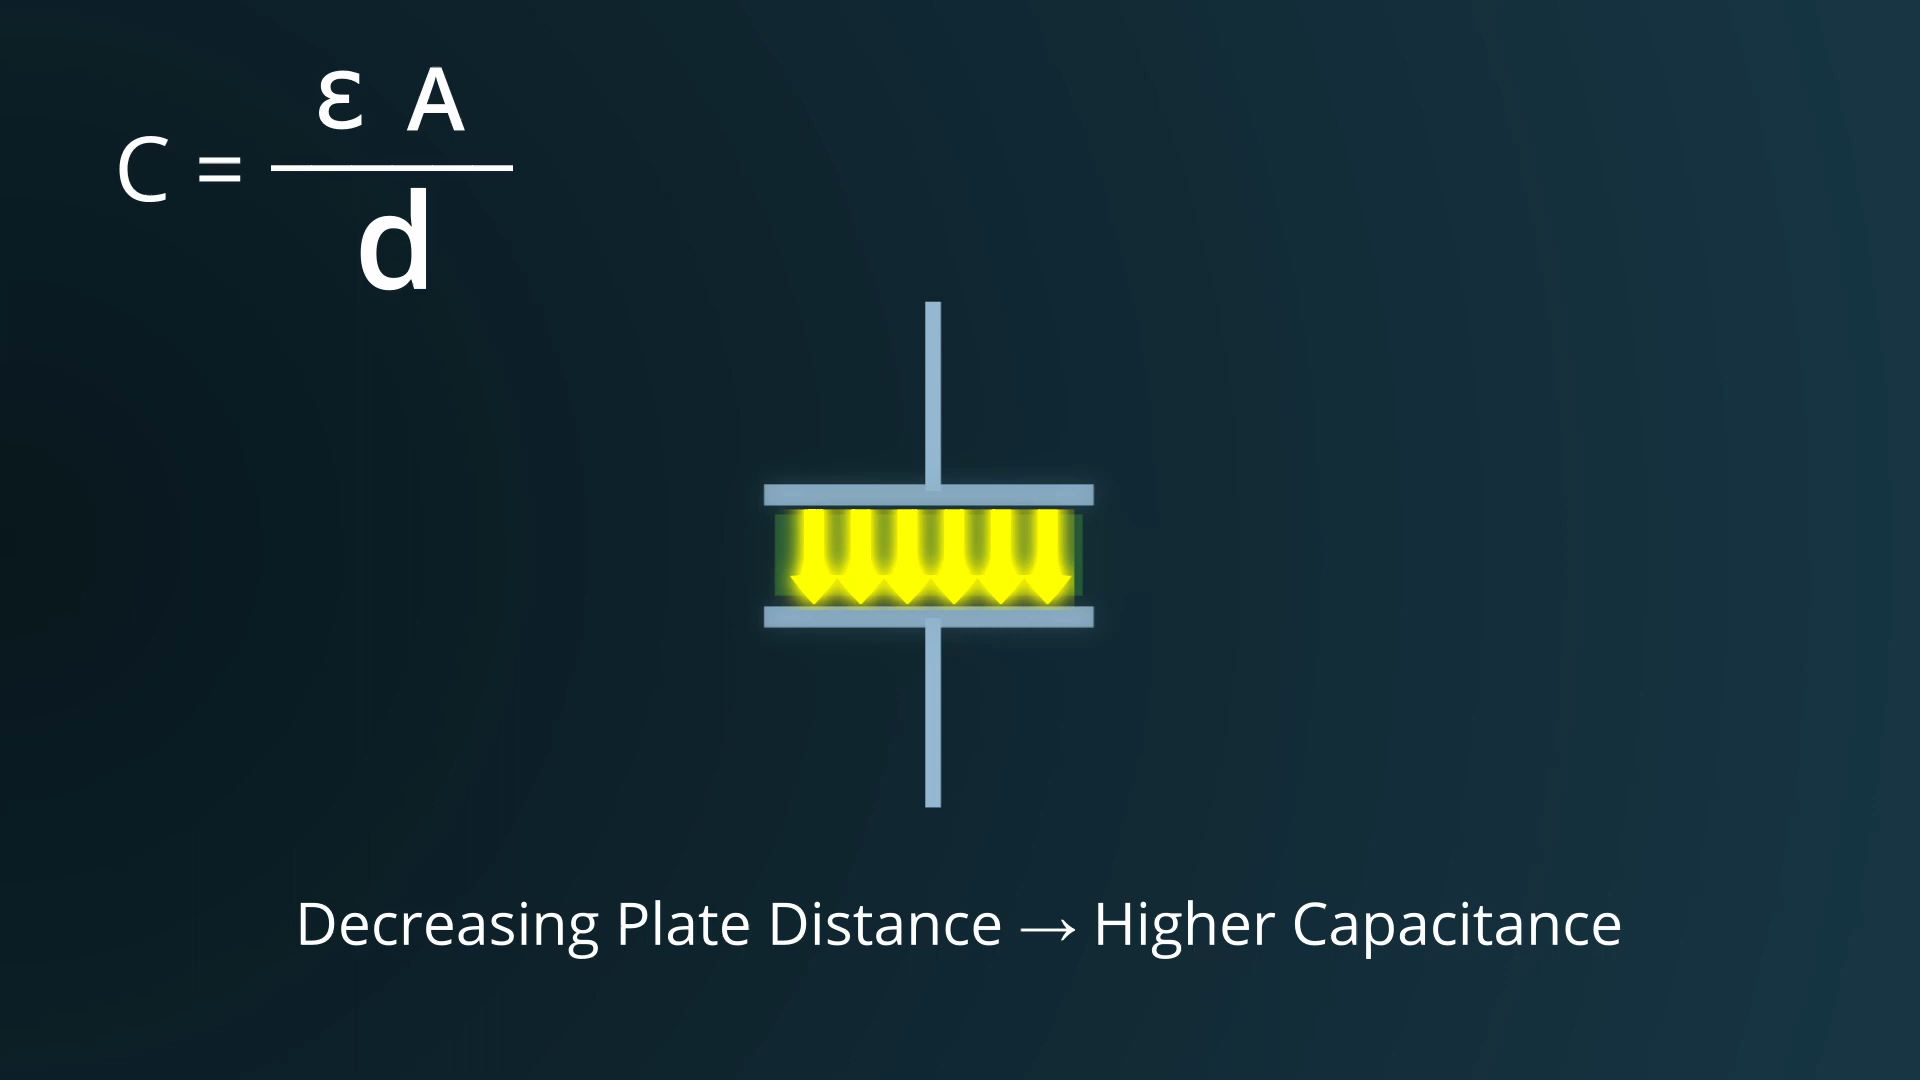 ε A
C =
d
Decreasing Plate Distance → Higher Capacitance